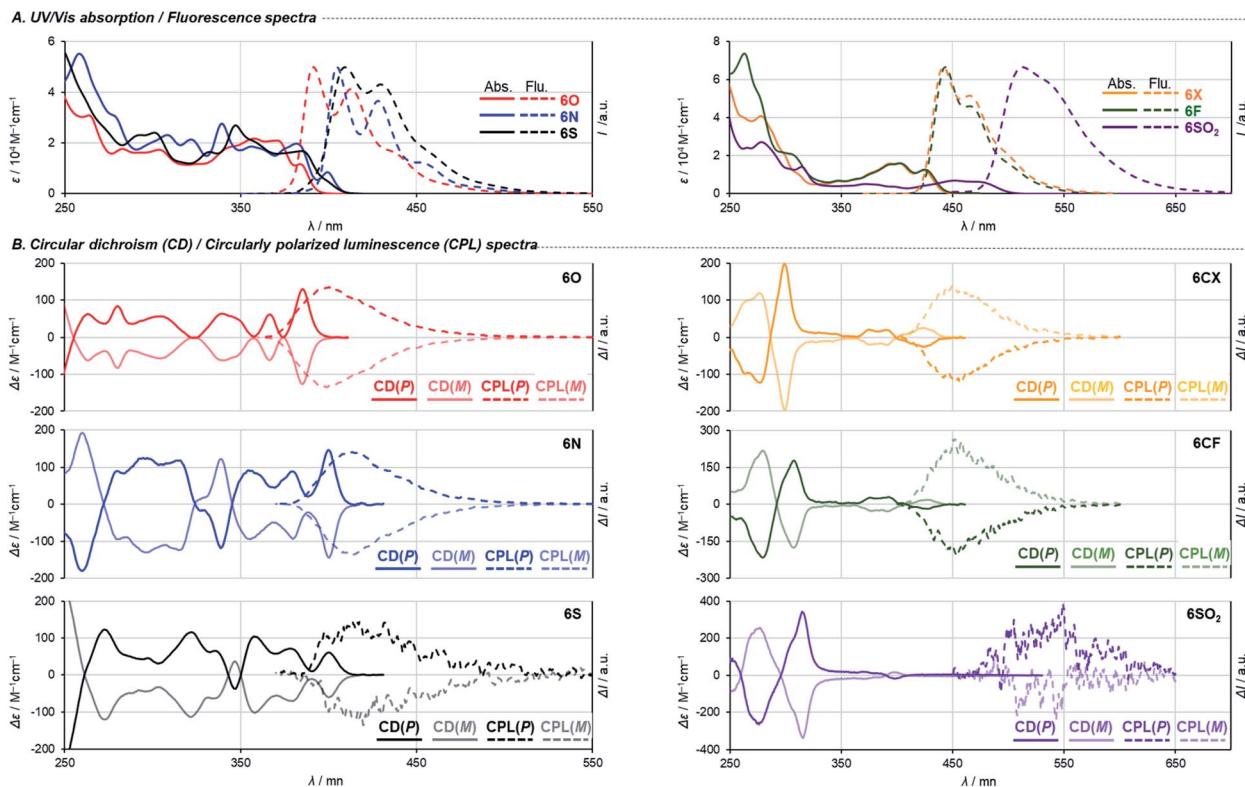 A. UV/Vis absorption / Fluorescence spectra
6
4
2
0
ε / 10⁴ M⁻¹cm⁻¹
Abs. Flu.
6O
6N
6S
I /a.u.
250 350 450 550
λ / nm
8
6
4
2
0
ε / 10⁴ M⁻¹cm⁻¹
Abs. Flu.
6X
6F
6SO₂
I /a.u.
250 350 450 550 650
λ / nm
B. Circular dichroism (CD) / Circularly polarized luminescence (CPL) spectra
200
100
0
-100
-200
Δε / M⁻¹cm⁻¹
6O
ΔI / a.u.
CD(P) CD(M) CPL(P) CPL(M)
200
100
0
-100
-200
Δε / M⁻¹cm⁻¹
6CX
ΔI / a.u.
CD(P) CD(M) CPL(P) CPL(M)
200
100
0
-100
-200
Δε / M⁻¹cm⁻¹
6N
ΔI / a.u.
CD(P) CD(M) CPL(P) CPL(M)
300
150
0
-150
-300
Δε / M⁻¹cm⁻¹
6CF
ΔI / a.u.
CD(P) CD(M) CPL(P) CPL(M)
200
100
0
-100
-200
Δε / M⁻¹cm⁻¹
6S
ΔI / a.u.
CD(P) CD(M) CPL(P) CPL(M)
250 350 450 550
λ / mn
400
200
0
-200
-400
Δε / M⁻¹cm⁻¹
6SO₂
ΔI / a.u.
CD(P) CD(M) CPL(P) CPL(M)
250 350 450 550 650
λ / mn